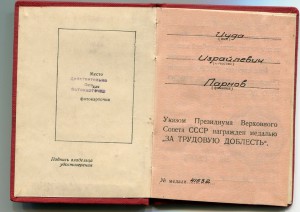 Место
для
фотокарточки
Подпись владельца
удостоверения
Иуда
Израйлевич
Парнов
Указом Президиума Верховного
Совета СССР награжден медалью
„ЗА ТРУДОВУЮ ДОБЛЕСТЬ“.
№ медали